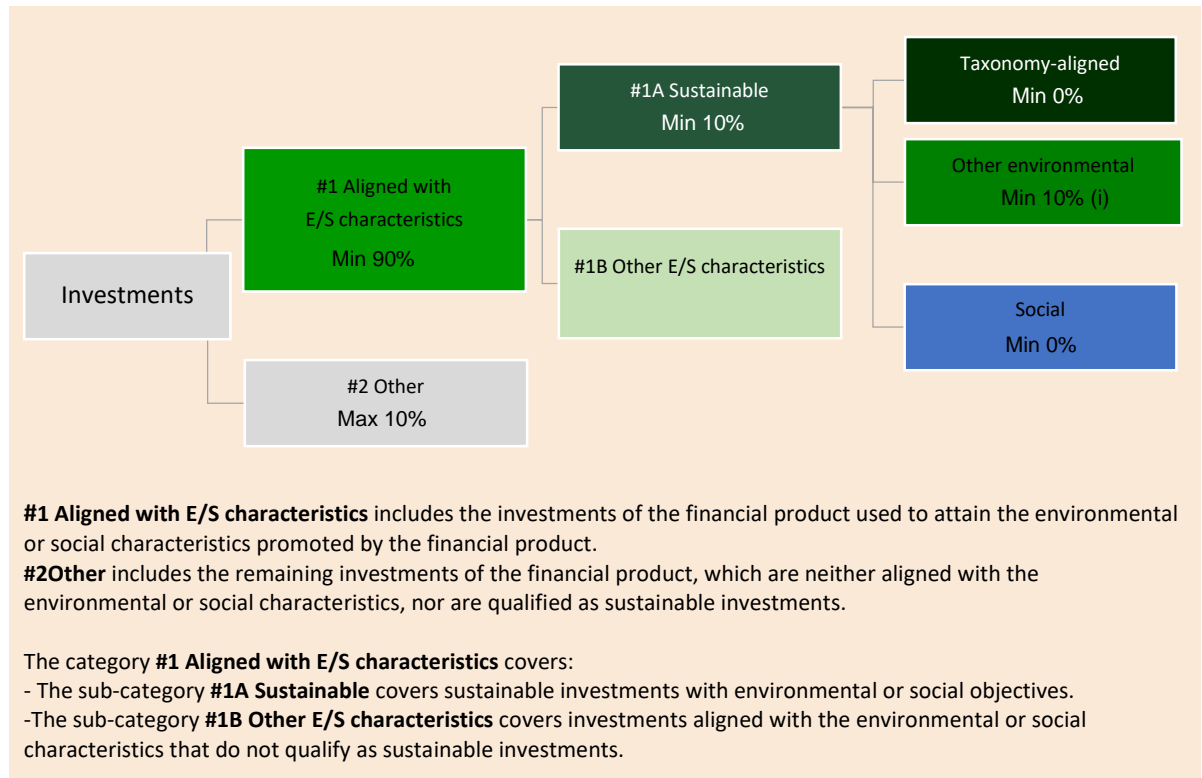 Investments
#1 Aligned with
E/S characteristics
Min 90%
#2 Other
Max 10%
#1A Sustainable
Min 10%
#1B Other E/S characteristics
Taxonomy-aligned
Min 0%
Other environmental
Min 10% (i)
Social
Min 0%
#1 Aligned with E/S characteristics includes the investments of the financial product used to attain the environmental
or social characteristics promoted by the financial product.
#2Other includes the remaining investments of the financial product, which are neither aligned with the
environmental or social characteristics, nor are qualified as sustainable investments.
The category #1 Aligned with E/S characteristics covers:
- The sub-category #1A Sustainable covers sustainable investments with environmental or social objectives.
-The sub-category #1B Other E/S characteristics covers investments aligned with the environmental or social
characteristics that do not qualify as sustainable investments.